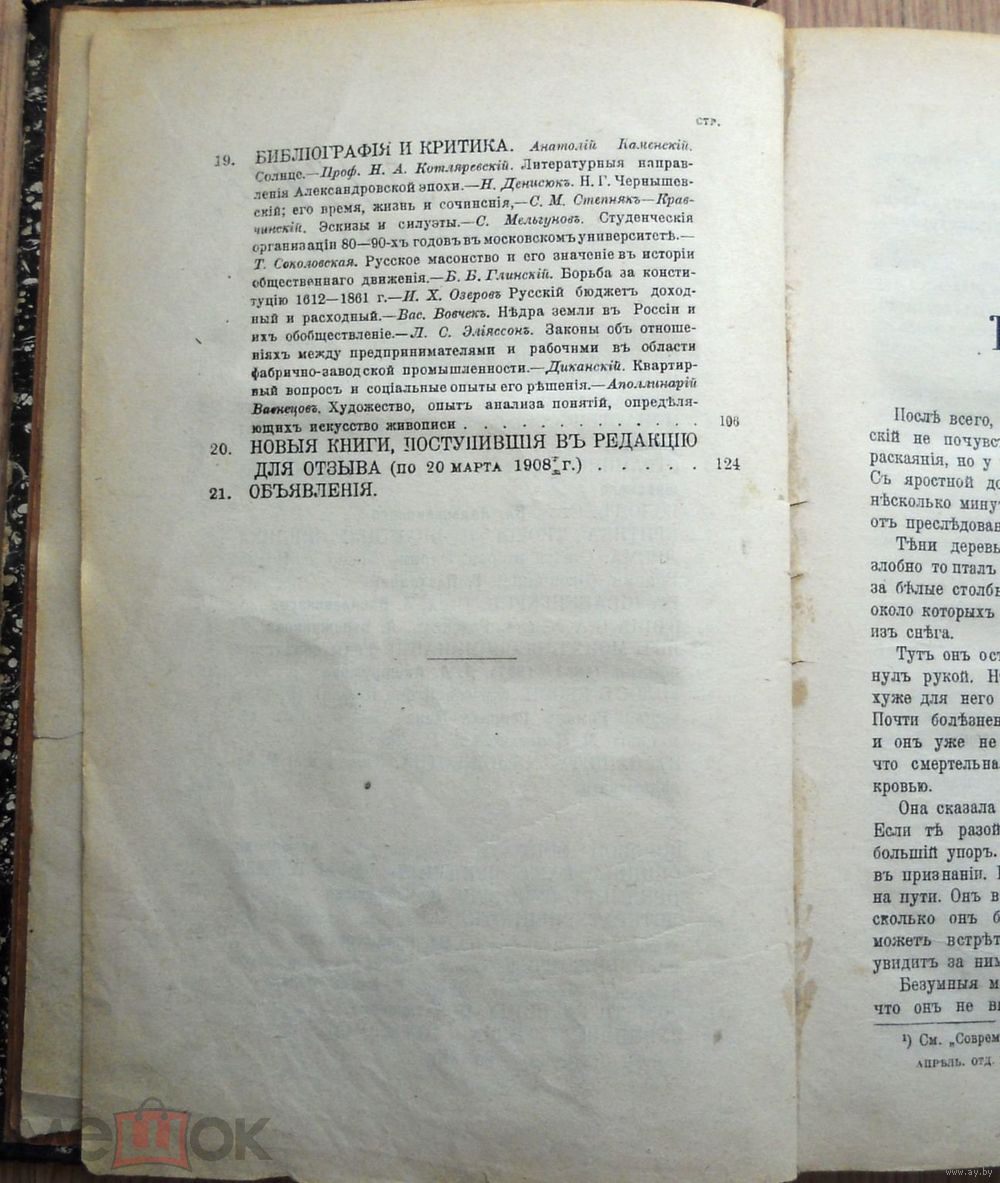 стр.
19. БИБЛІОГРАФІЯ И КРИТИКА. Анатолій Каменскій.
Солнце.—Проф. Н. А. Котляревскій. Литературныя направ-
ленія Александровской эпохи.—Н. Денисюкъ. Н. Г. Чернышев-
скій; его время, жизнь и сочиненія,—С. М. Степнякъ—Крав-
чинскій. Эскизы и силуэты.—С. Мельгуновъ. Студенческія
организаціи 80—90-хъ годовъ въ московскомъ университетѣ.—
Т. Соколовская. Русское масонство и его значеніе въ исторіи
общественнаго движенія.—Б. Б. Глинскій. Борьба за консти-
туцію 1612—1861 г.—И. Х. Озеровъ Русскій бюджетъ доход-
ный и расходный.—Вас. Вовчекъ. Нѣдра земли въ Россіи и
ихъ обобществленіе.—Л. С. Эліяссонъ. Законы объ отноше-
ніяхъ между предпринимателями и рабочими въ области
фабрично-заводской промышленности.—Диканскій. Квартир-
ный вопросъ и соціальные опыты его рѣшенія.—Аполлинарій
Васнецовъ. Художество, опытъ анализа понятій, опредѣля-
ющихъ искусство живописи . . . . . . . . . . . . . . 108
20. НОВЫЯ КНИГИ, ПОСТУПИВШІЯ ВЪ РЕДАКЦІЮ
ДЛЯ ОТЗЫВА (по 20 марта 1908 г.) . . . . . 124
21. ОБЪЯВЛЕНІЯ.
Послѣ всего,
скій не почувст
раскаянія, но у
Съ яростной до
нѣсколько мину
отъ преслѣдован
Тѣни деревь
злобно топталъ
за бѣлые столбы
около которыхъ
изъ снѣга.
Тутъ онъ ост
нулъ рукой. Н
хуже для него
Почти болѣзнен
и онъ уже не
что смертельна
кровью.
Она сказала
Если тѣ разой
большій упоръ.
въ признаніи.
на пути. Онъ в
сколько онъ б
можетъ встрѣт
увидитъ за ним
Безумныя м
что онъ не в
¹) См. „Соврем
апрѣль. отд.
мешок
www.ay.by